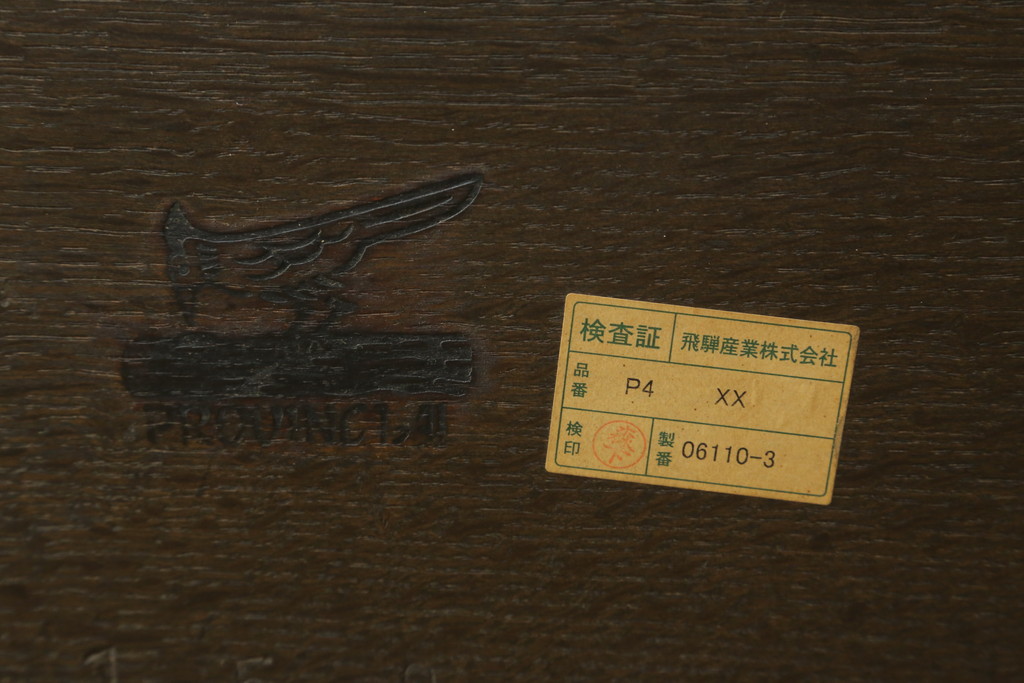 PROVINCIAL
検査証 飛騨産業株式会社
品番 P4 XX
検印 製番 06110-3